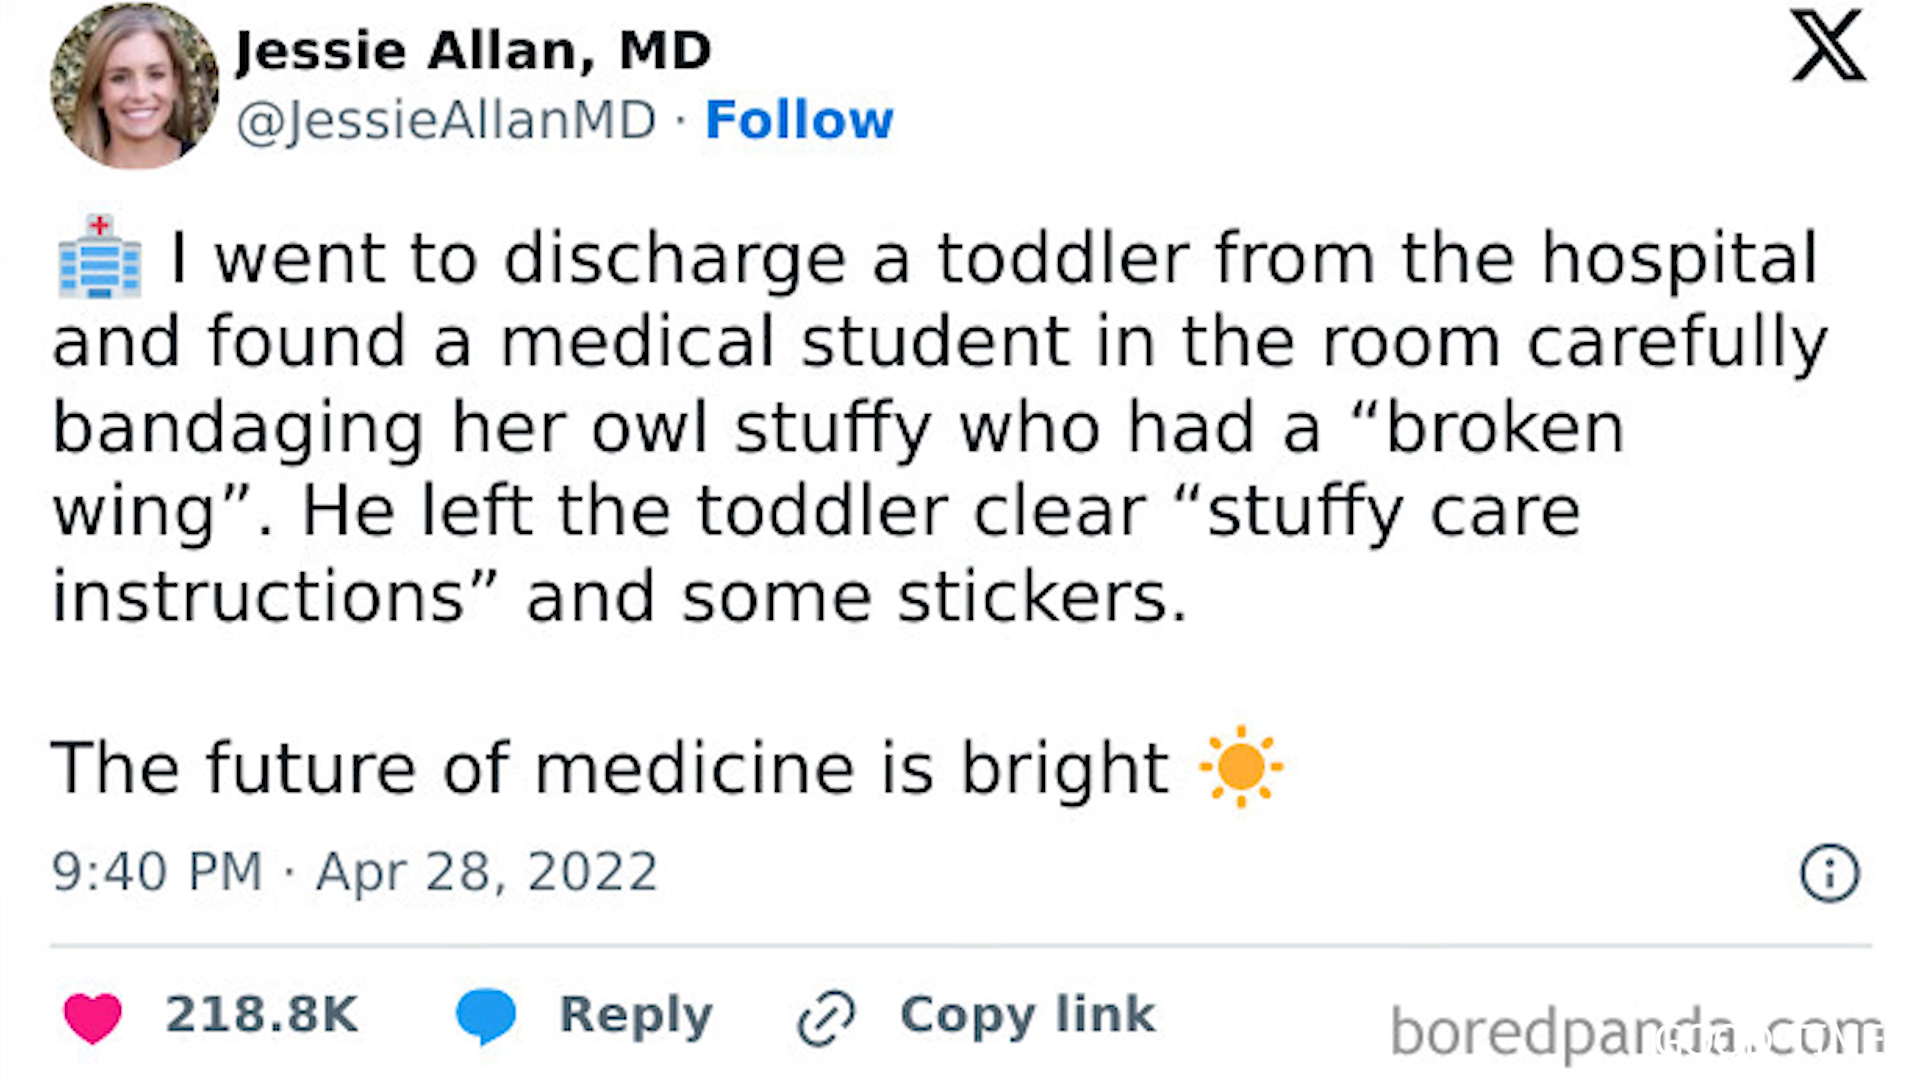 Jessie Allan, MD
@JessieAllanMD · Follow
🏥 I went to discharge a toddler from the hospital
and found a medical student in the room carefully
bandaging her owl stuffy who had a “broken
wing”. He left the toddler clear “stuffy care
instructions” and some stickers.
The future of medicine is bright ☀️
9:40 PM · Apr 28, 2022
218.8K Reply Copy link
boredpanda.com
GOOD TIME